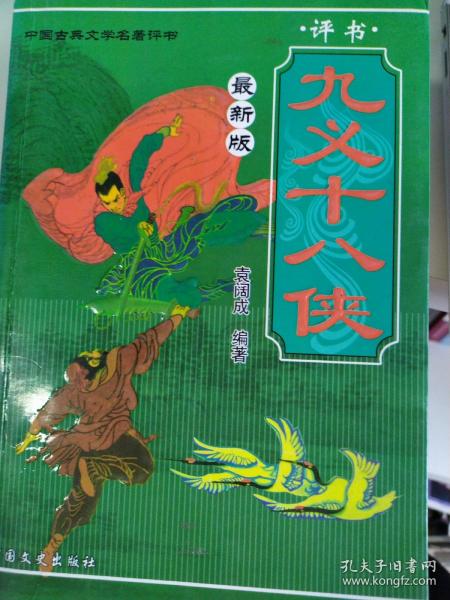 中国古典文学名著评书
·评书·
九义十八侠
最新版
袁阔成 编著
国文史出版社
孔夫子旧书网
www.kongfz.com